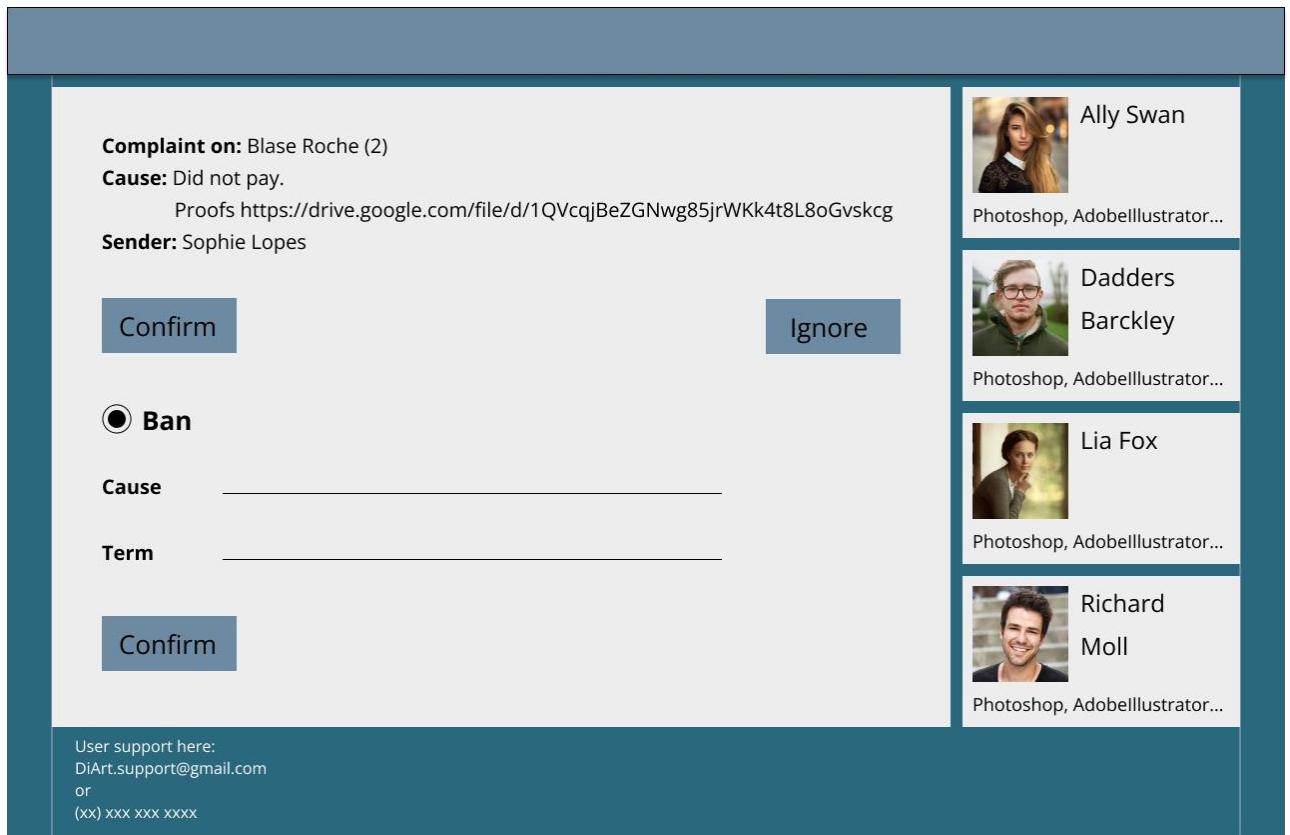 Complaint on: Blase Roche (2)
Cause: Did not pay.
Proofs https://drive.google.com/file/d/1QVcqjBeZGNwg85jrWKk4t8L8oGvskcg
Sender: Sophie Lopes
Confirm
Ignore
Ban
Cause
Term
Confirm
Ally Swan
Photoshop, AdobeIllustrator...
Dadders
Barckley
Photoshop, AdobeIllustrator...
Lia Fox
Photoshop, AdobeIllustrator...
Richard
Moll
Photoshop, AdobeIllustrator...
User support here:
DiArt.support@gmail.com
or
(xx) xxx xxx xxxx